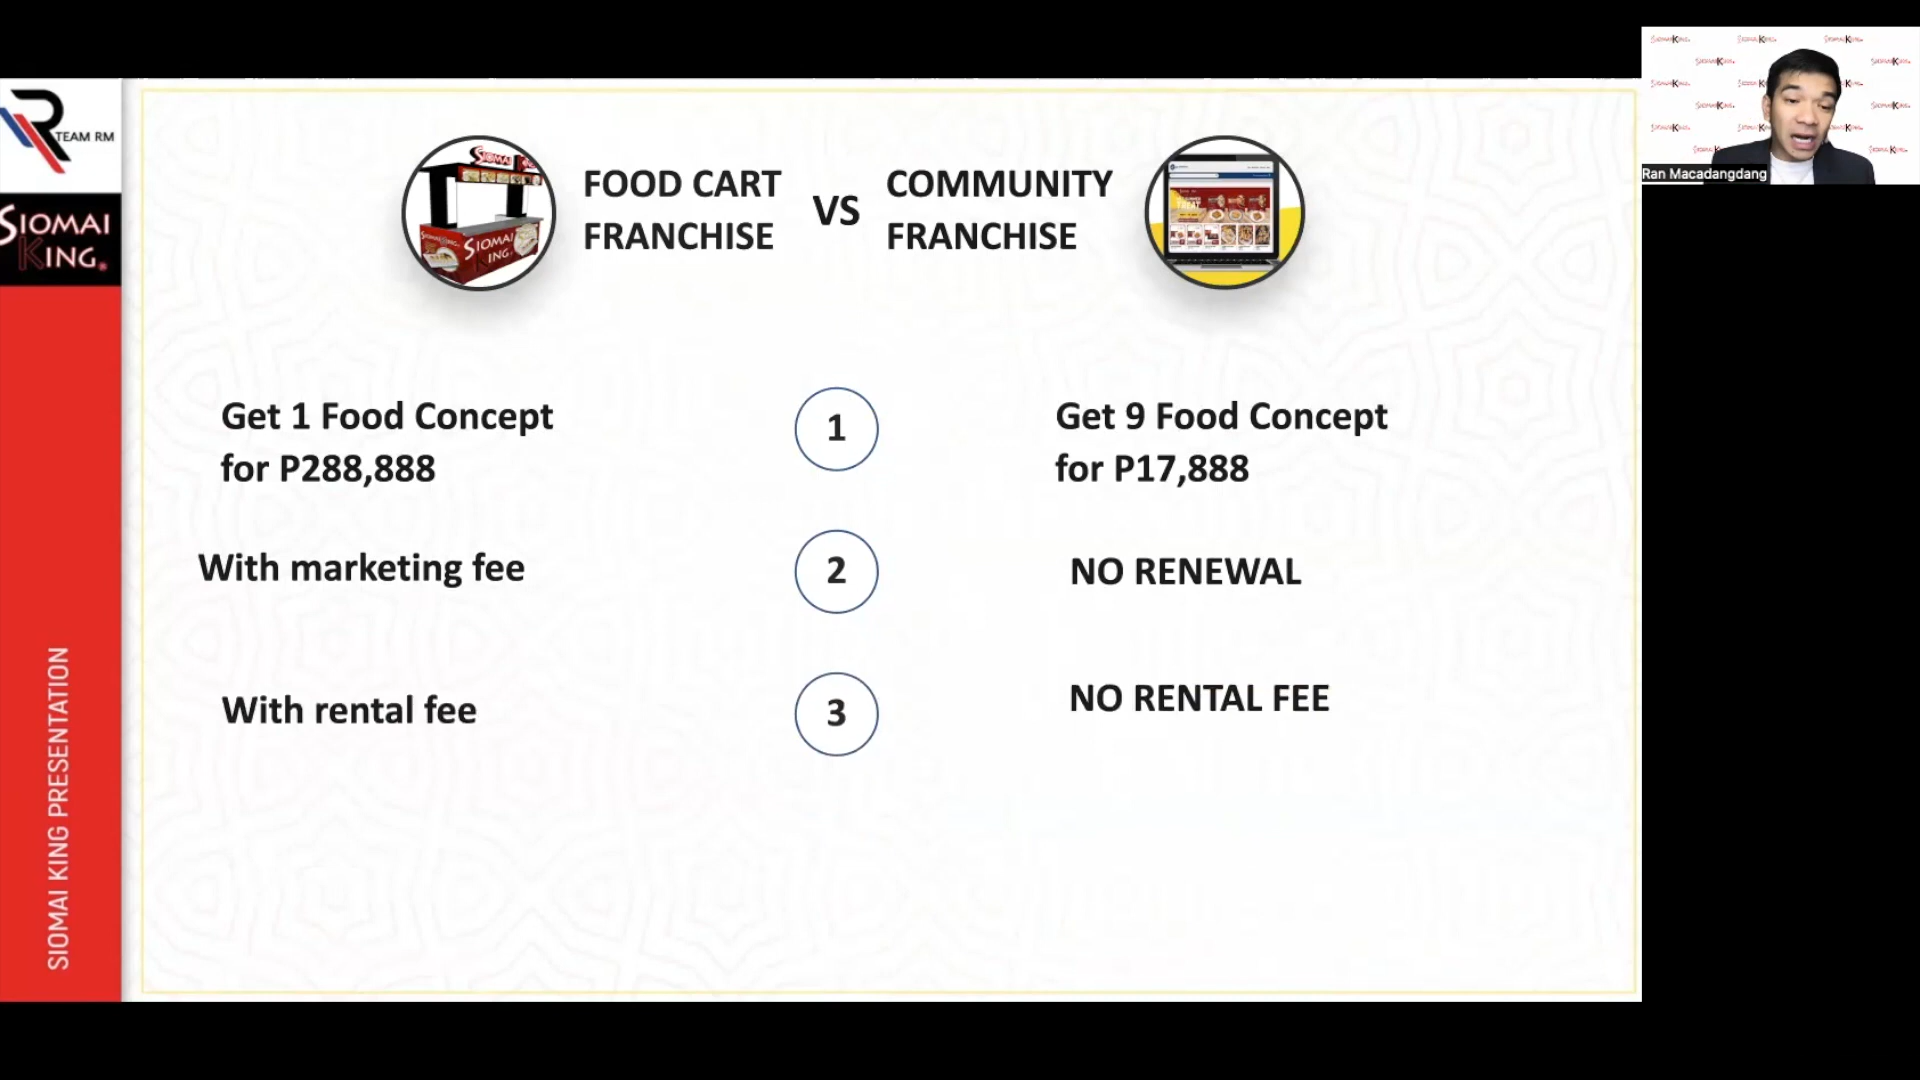 TEAM RM
SIOMAI
KING.
SIOMAI KING PRESENTATION
FOOD CART
FRANCHISE
VS
COMMUNITY
FRANCHISE
Get 1 Food Concept
for P288,888
1
Get 9 Food Concept
for P17,888
With marketing fee
2
NO RENEWAL
With rental fee
3
NO RENTAL FEE
SIOMAI
KING.
Ran Macadangdang